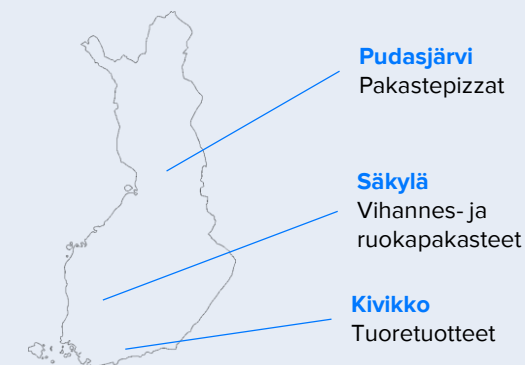 Pudasjärvi
Pakastepizzat
Säkylä
Vihannes- ja
ruokapakasteet
Kivikko
Tuoretuotteet